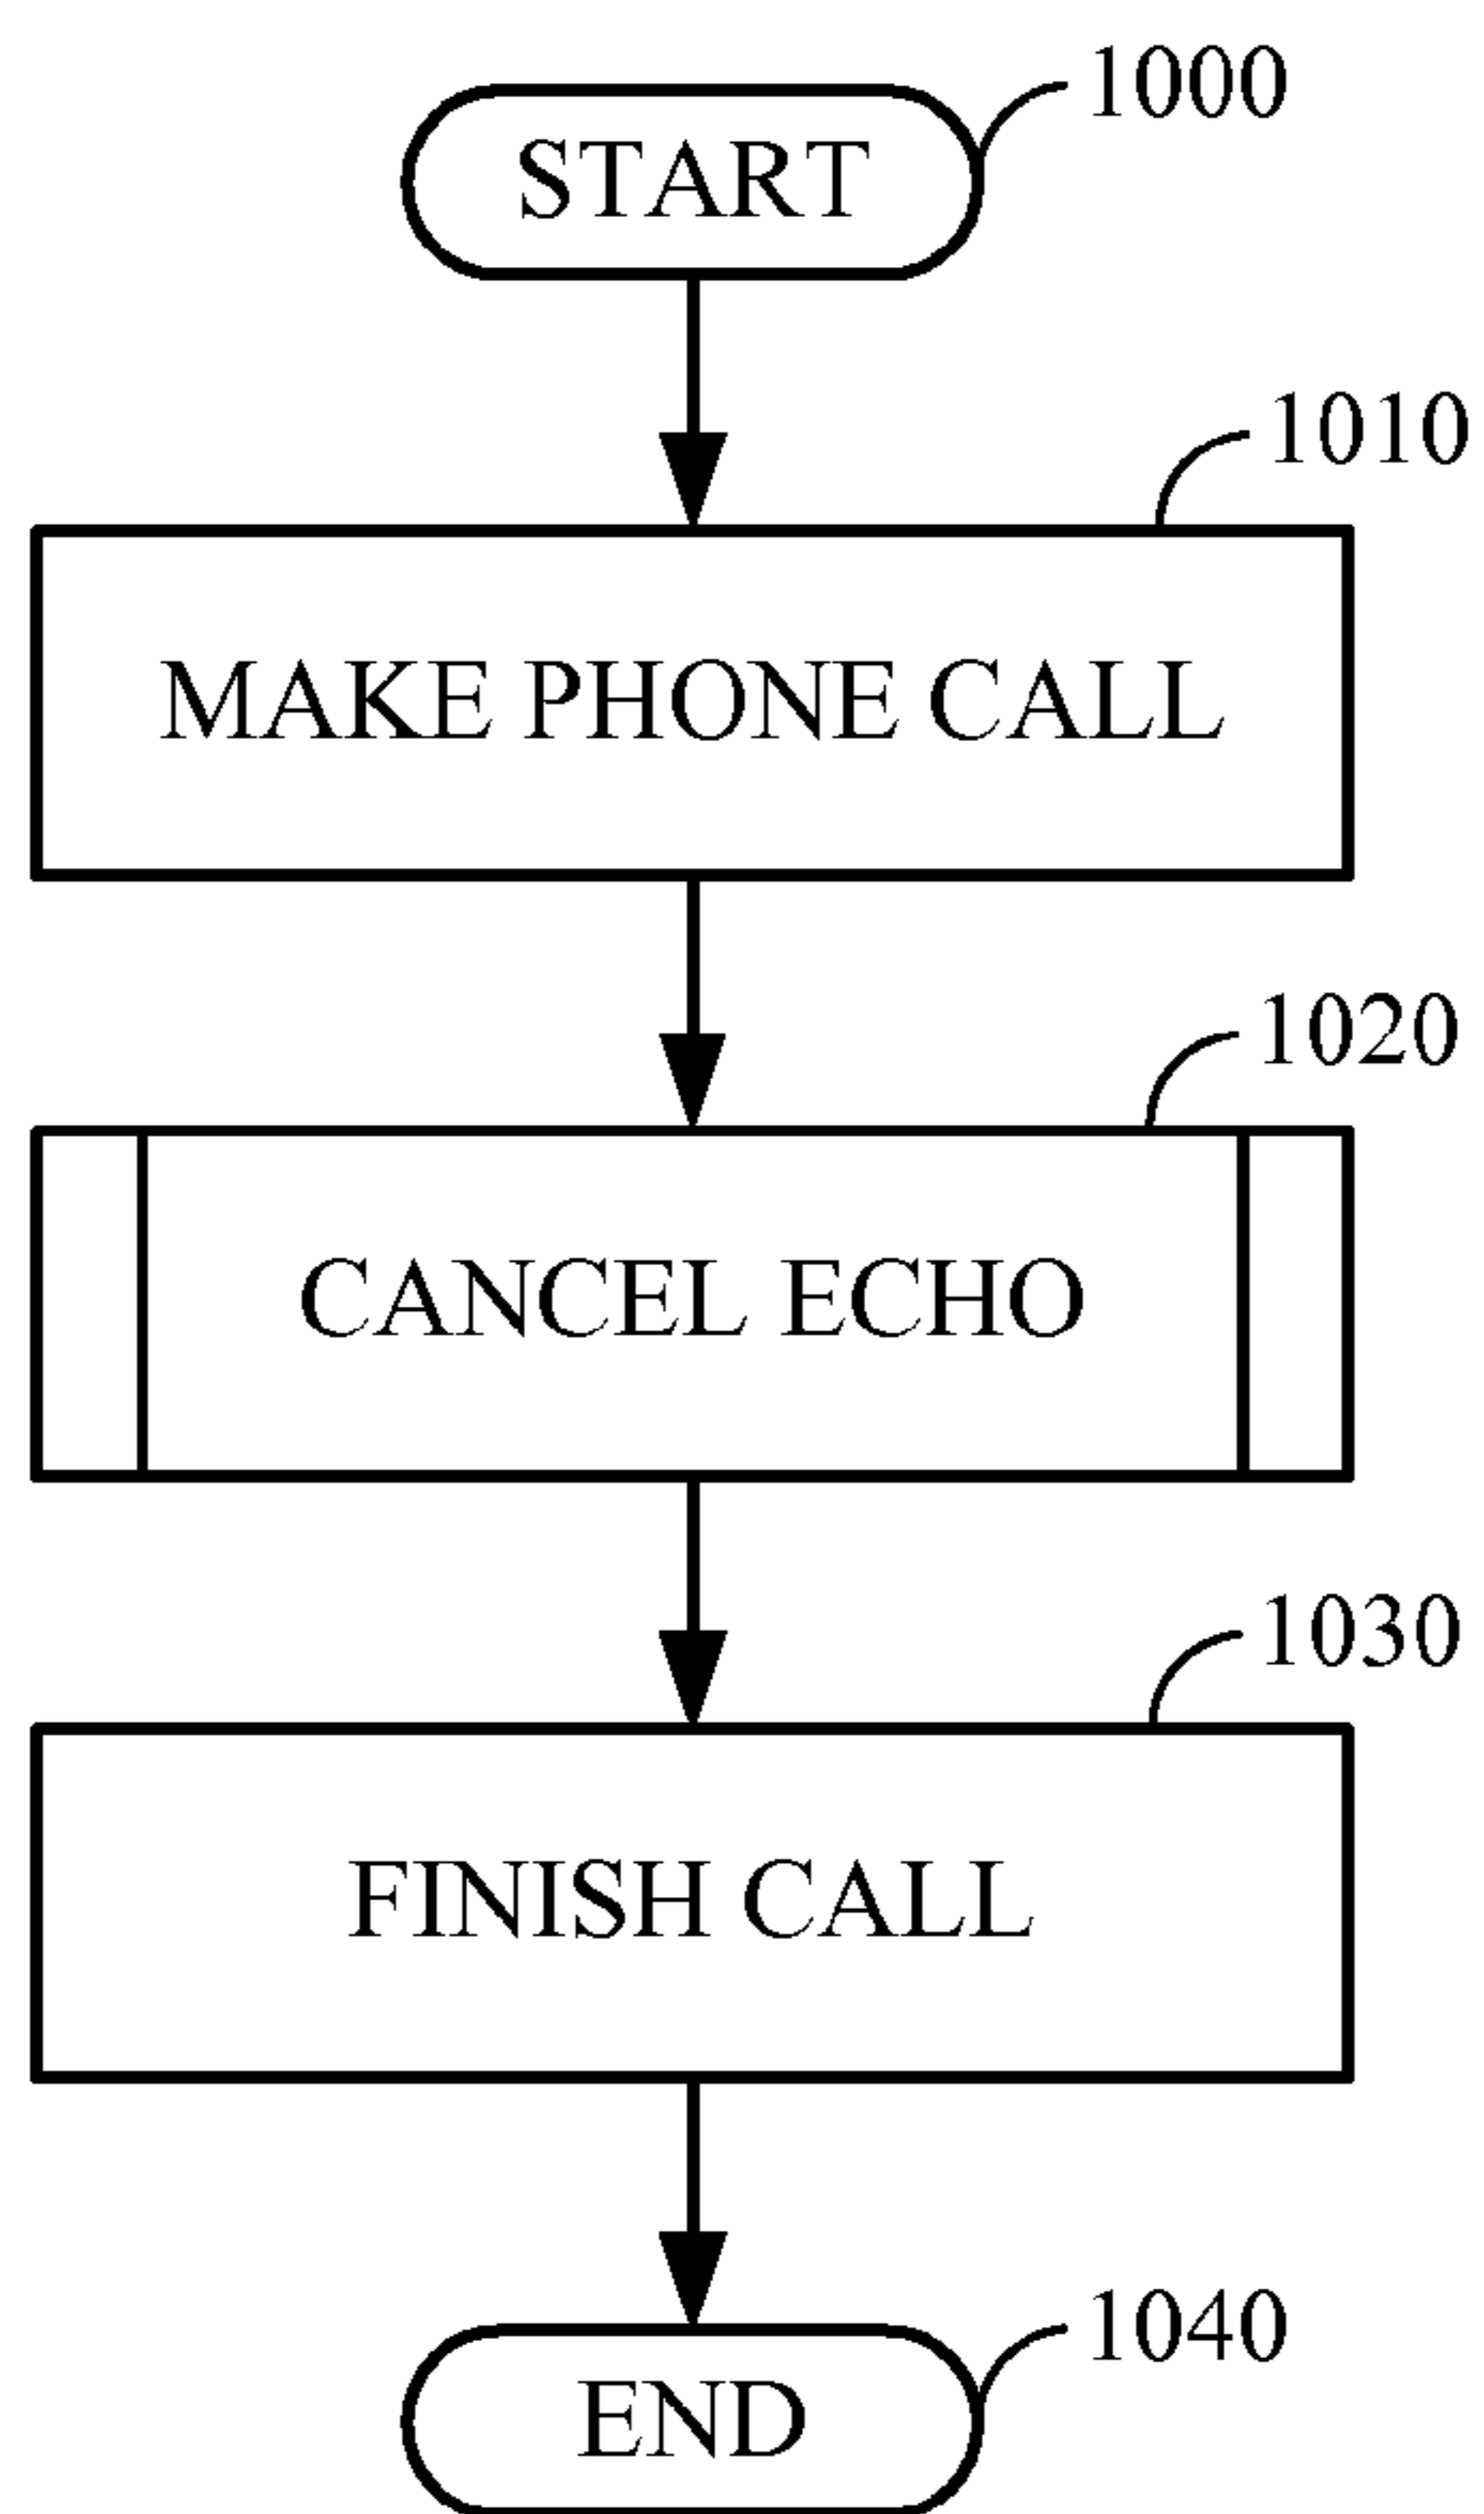 1000
START
1010
MAKE PHONE CALL
1020
CANCEL ECHO
1030
FINISH CALL
1040
END